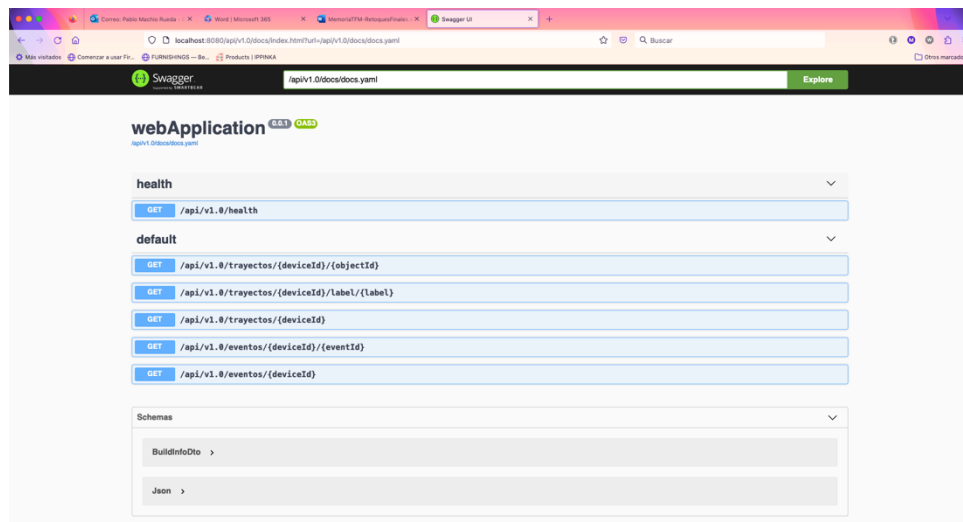 Correo: Pablo Machío Rueda - X
Word | Microsoft 365
MemoriaTFM-RetoquesFinales
Swagger UI
localhost:8080/api/v1.0/docs/index.html?url=/api/v1.0/docs/docs.yaml
Buscar
Más visitados
Comenzar a usar Fir...
FURNISHINGS — Be...
Products | IPPINKA
Otros marcado
Swagger.
Supported by SMARTBEAR
/api/v1.0/docs/docs.yaml
Explore
webApplication 0.0.1 OAS3
/api/v1.0/docs/docs.yaml
health
GET /api/v1.0/health
default
GET /api/v1.0/trayectos/{deviceId}/{objectId}
GET /api/v1.0/trayectos/{deviceId}/label/{label}
GET /api/v1.0/trayectos/{deviceId}
GET /api/v1.0/eventos/{deviceId}/{eventId}
GET /api/v1.0/eventos/{deviceId}
Schemas
BuildInfoDto >
Json >